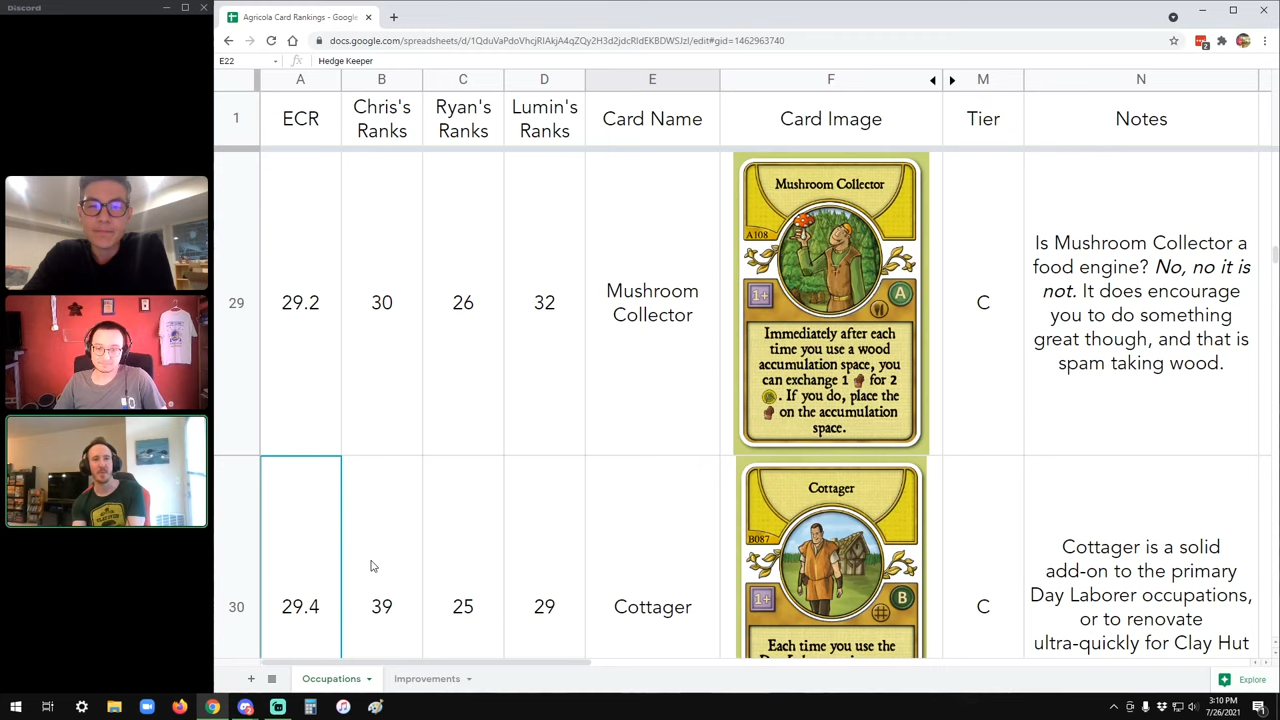 Discord
Agricola Card Rankings - Google
docs.google.com/spreadsheets/d/1QduVaPdoVhcjRIAkjA4qZQy2H3d2jdcRldEKBDWSJzI/edit#gid=1462963740
E22
Hedge Keeper
A B C D E F M N
1
ECR
Chris's
Ranks
Ryan's
Ranks
Lumin's
Ranks
Card Name
Card Image
Tier
Notes
29
29.2
30
26
32
Mushroom
Collector
Mushroom Collector
A108
1+
A
Immediately after each
time you use a wood
accumulation space, you
can exchange 1 for 2
. If you do, place the
on the accumulation
space.
C
Is Mushroom Collector a
food engine? No, no it is
not. It does encourage
you to do something
great though, and that is
spam taking wood.
30
29.4
39
25
29
Cottager
Cottager
B087
1+
B
Each time you use the
C
Cottager is a solid
add-on to the primary
Day Laborer occupations,
or to renovate
ultra-quickly for Clay Hut
Occupations
Improvements
Explore
3:10 PM
7/26/2021